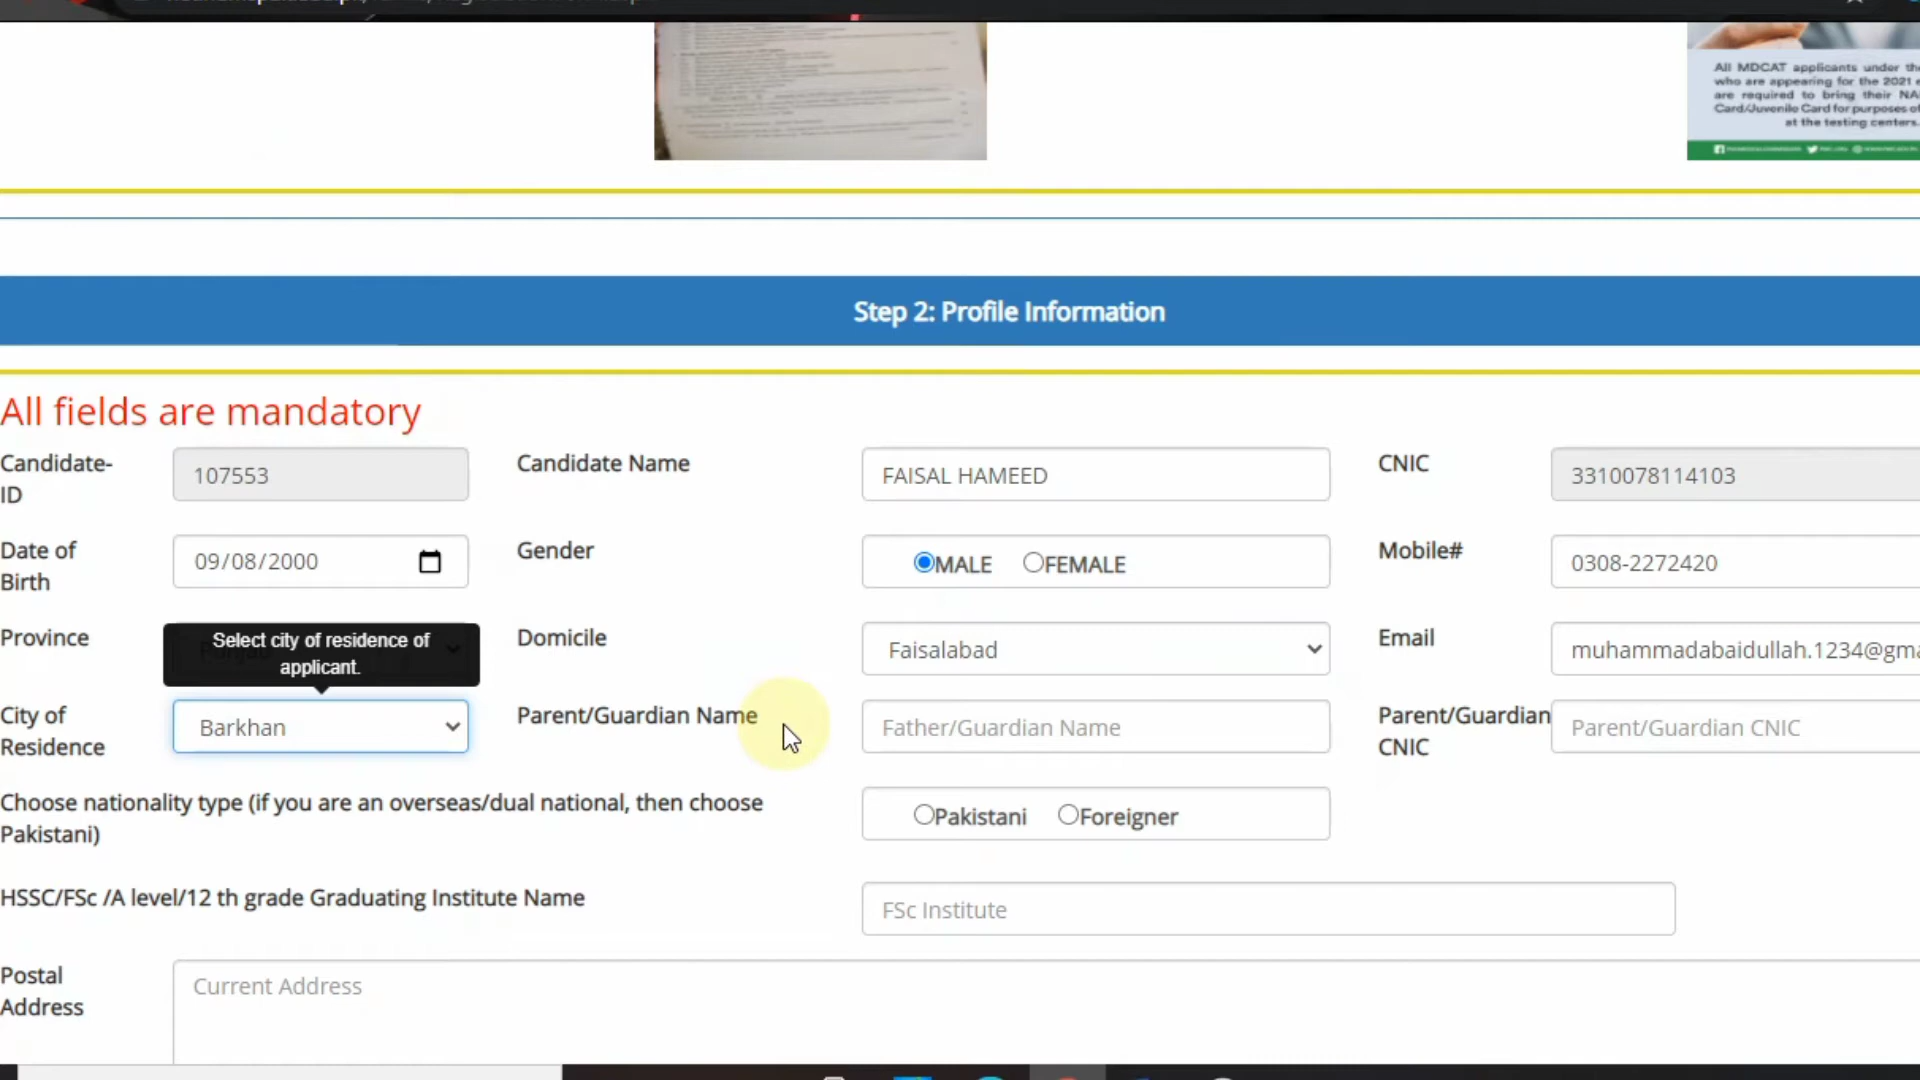 All MDCAT applicants under the
who are appearing for the 2021
are required to bring their
Card/Juvenile Card for purposes of
at the testing centers.
Step 2: Profile Information
All fields are mandatory
Candidate-ID
107553
Candidate Name
FAISAL HAMEED
CNIC
3310078114103
Date of Birth
09/08/2000
Gender
MALE
FEMALE
Mobile#
0308-2272420
Province
Select city of residence of
applicant.
Domicile
Faisalabad
Email
muhammadabaidullah.1234@gma
City of Residence
Barkhan
Parent/Guardian Name
Father/Guardian Name
Parent/Guardian CNIC
Parent/Guardian CNIC
Choose nationality type (if you are an overseas/dual national, then choose
Pakistani)
Pakistani
Foreigner
HSSC/FSc /A level/12 th grade Graduating Institute Name
FSc Institute
Postal Address
Current Address